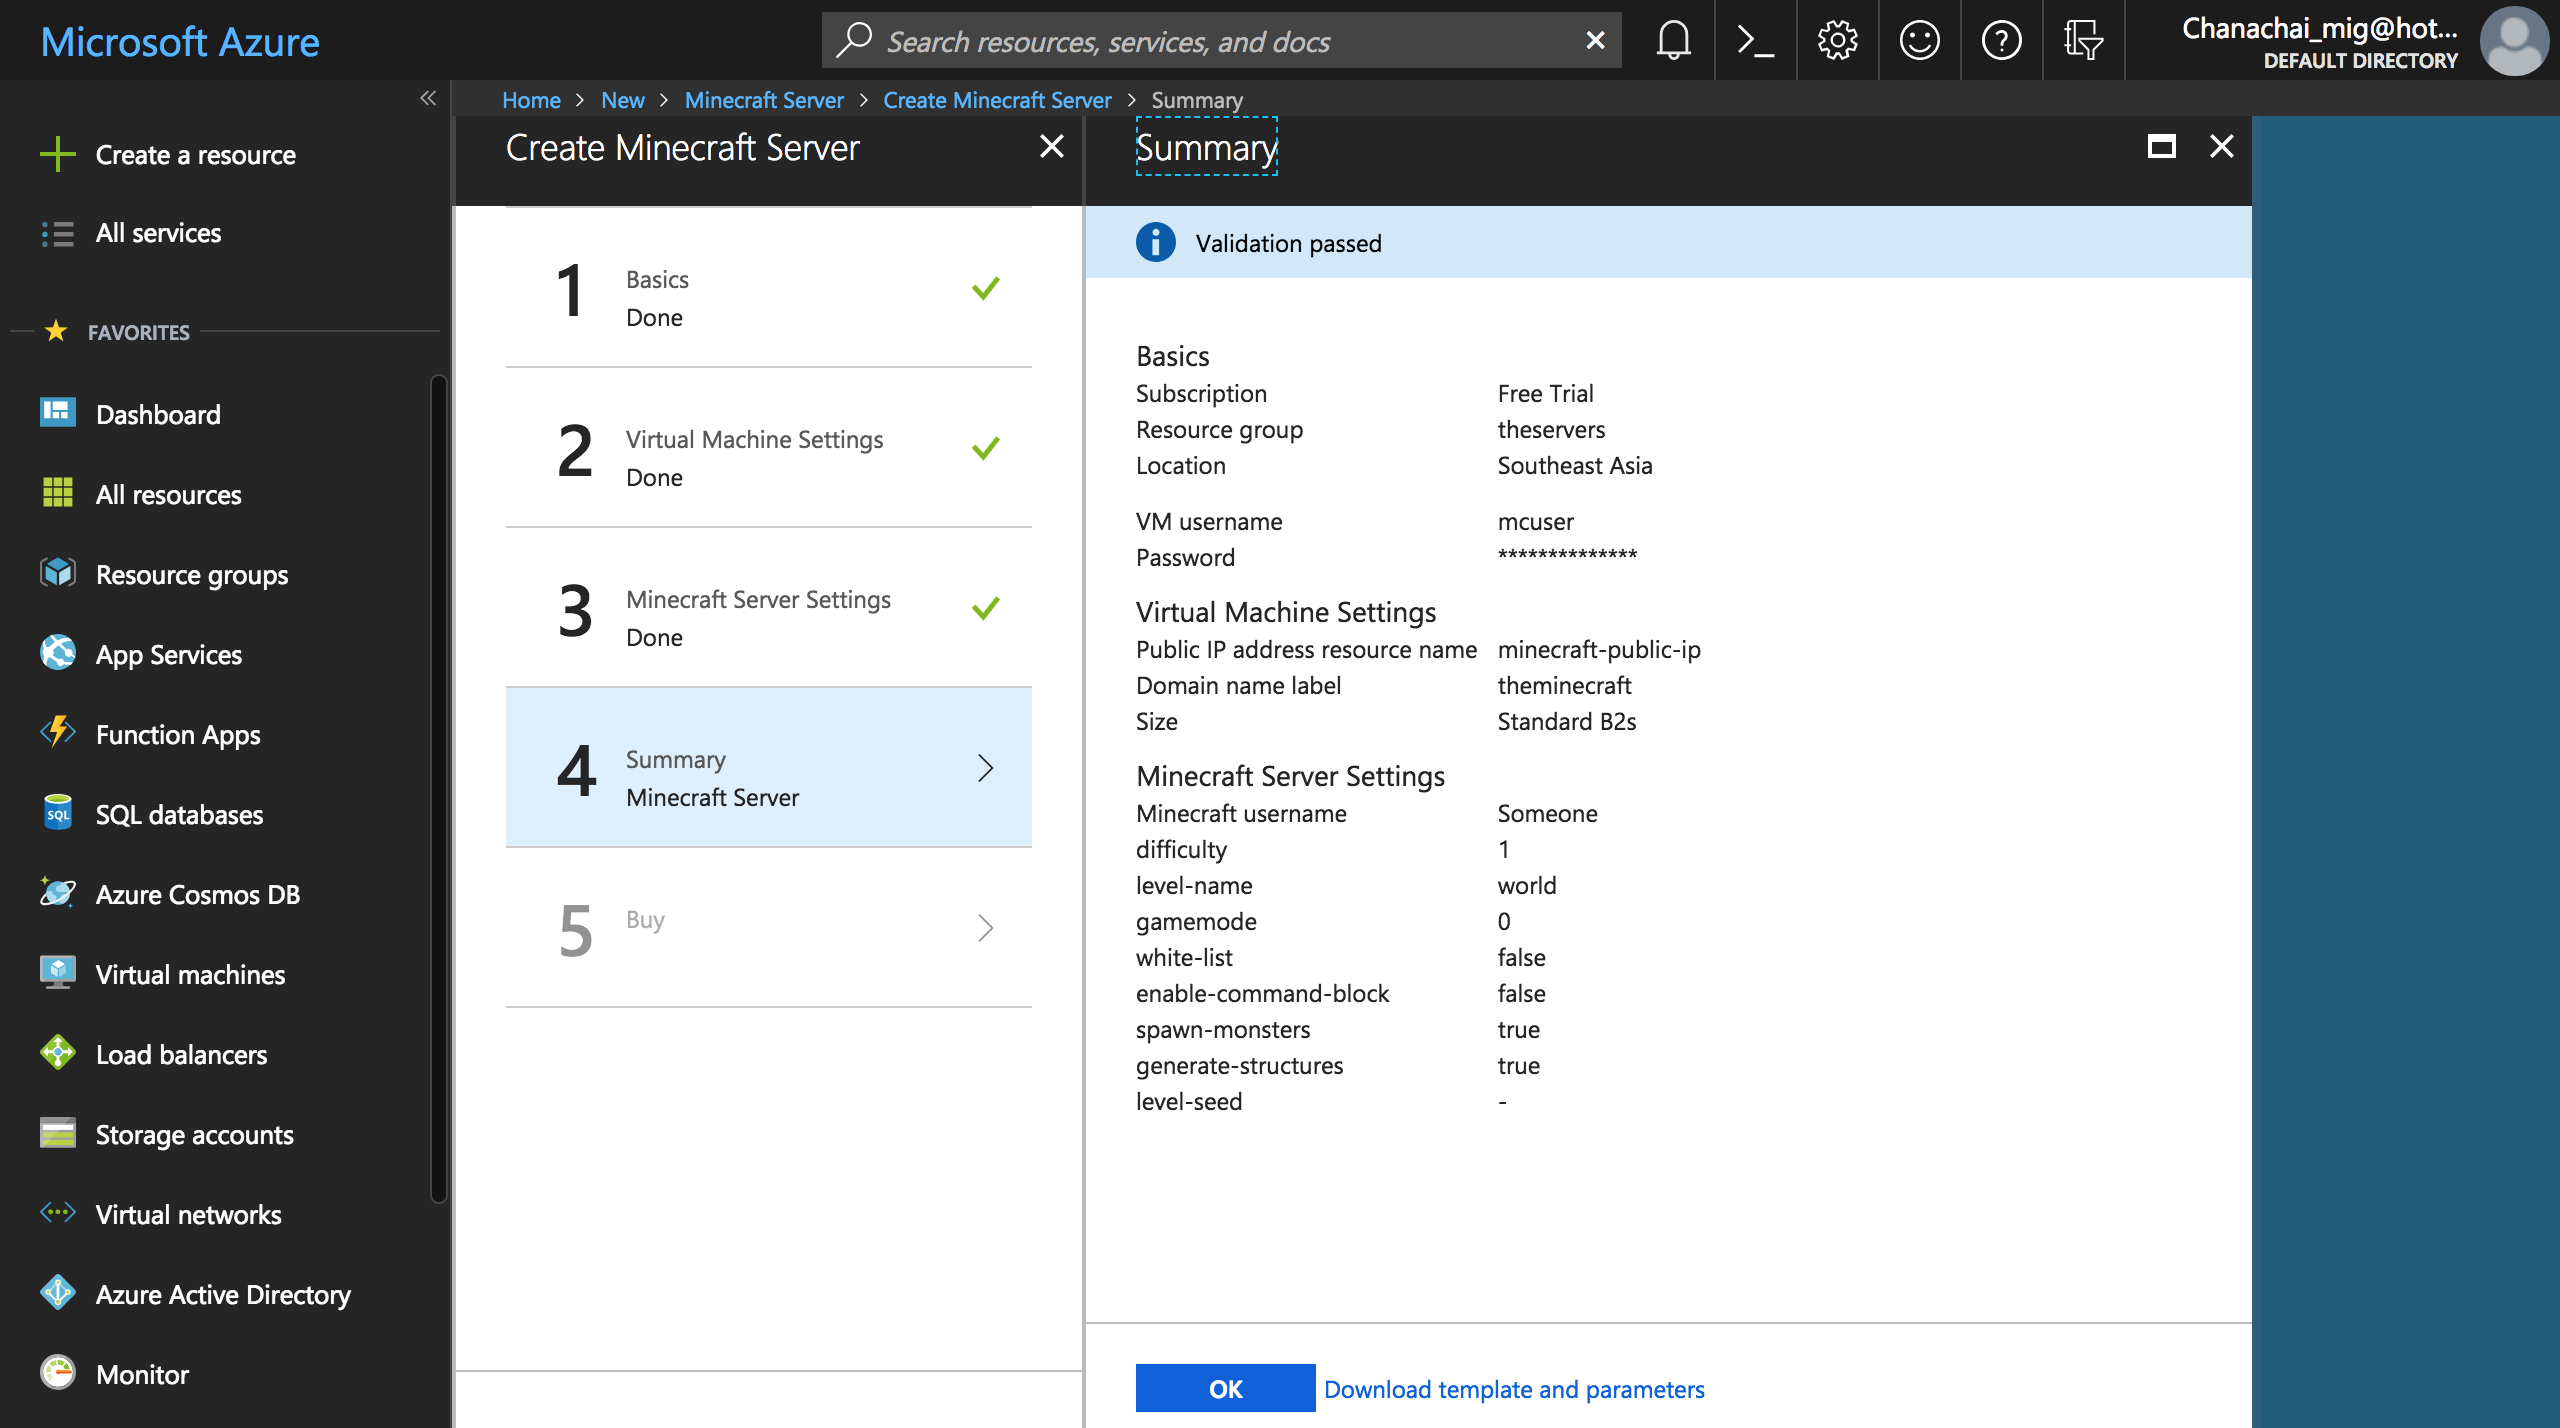 Microsoft Azure
Search resources, services, and docs
Chanachai_mig@hot...
DEFAULT DIRECTORY
Home > New > Minecraft Server > Create Minecraft Server > Summary
Create a resource
All services
FAVORITES
Dashboard
All resources
Resource groups
App Services
Function Apps
SQL
SQL databases
Azure Cosmos DB
Virtual machines
Load balancers
Storage accounts
Virtual networks
Azure Active Directory
Monitor
Create Minecraft Server
1 Basics
Done
2 Virtual Machine Settings
Done
3 Minecraft Server Settings
Done
4 Summary
Minecraft Server
5 Buy
Summary
Validation passed
Basics
Subscription Free Trial
Resource group theservers
Location Southeast Asia
VM username mcuser
Password **************
Virtual Machine Settings
Public IP address resource name minecraft-public-ip
Domain name label theminecraft
Size Standard B2s
Minecraft Server Settings
Minecraft username Someone
difficulty 1
level-name world
gamemode 0
white-list false
enable-command-block false
spawn-monsters true
generate-structures true
level-seed -
OK Download template and parameters